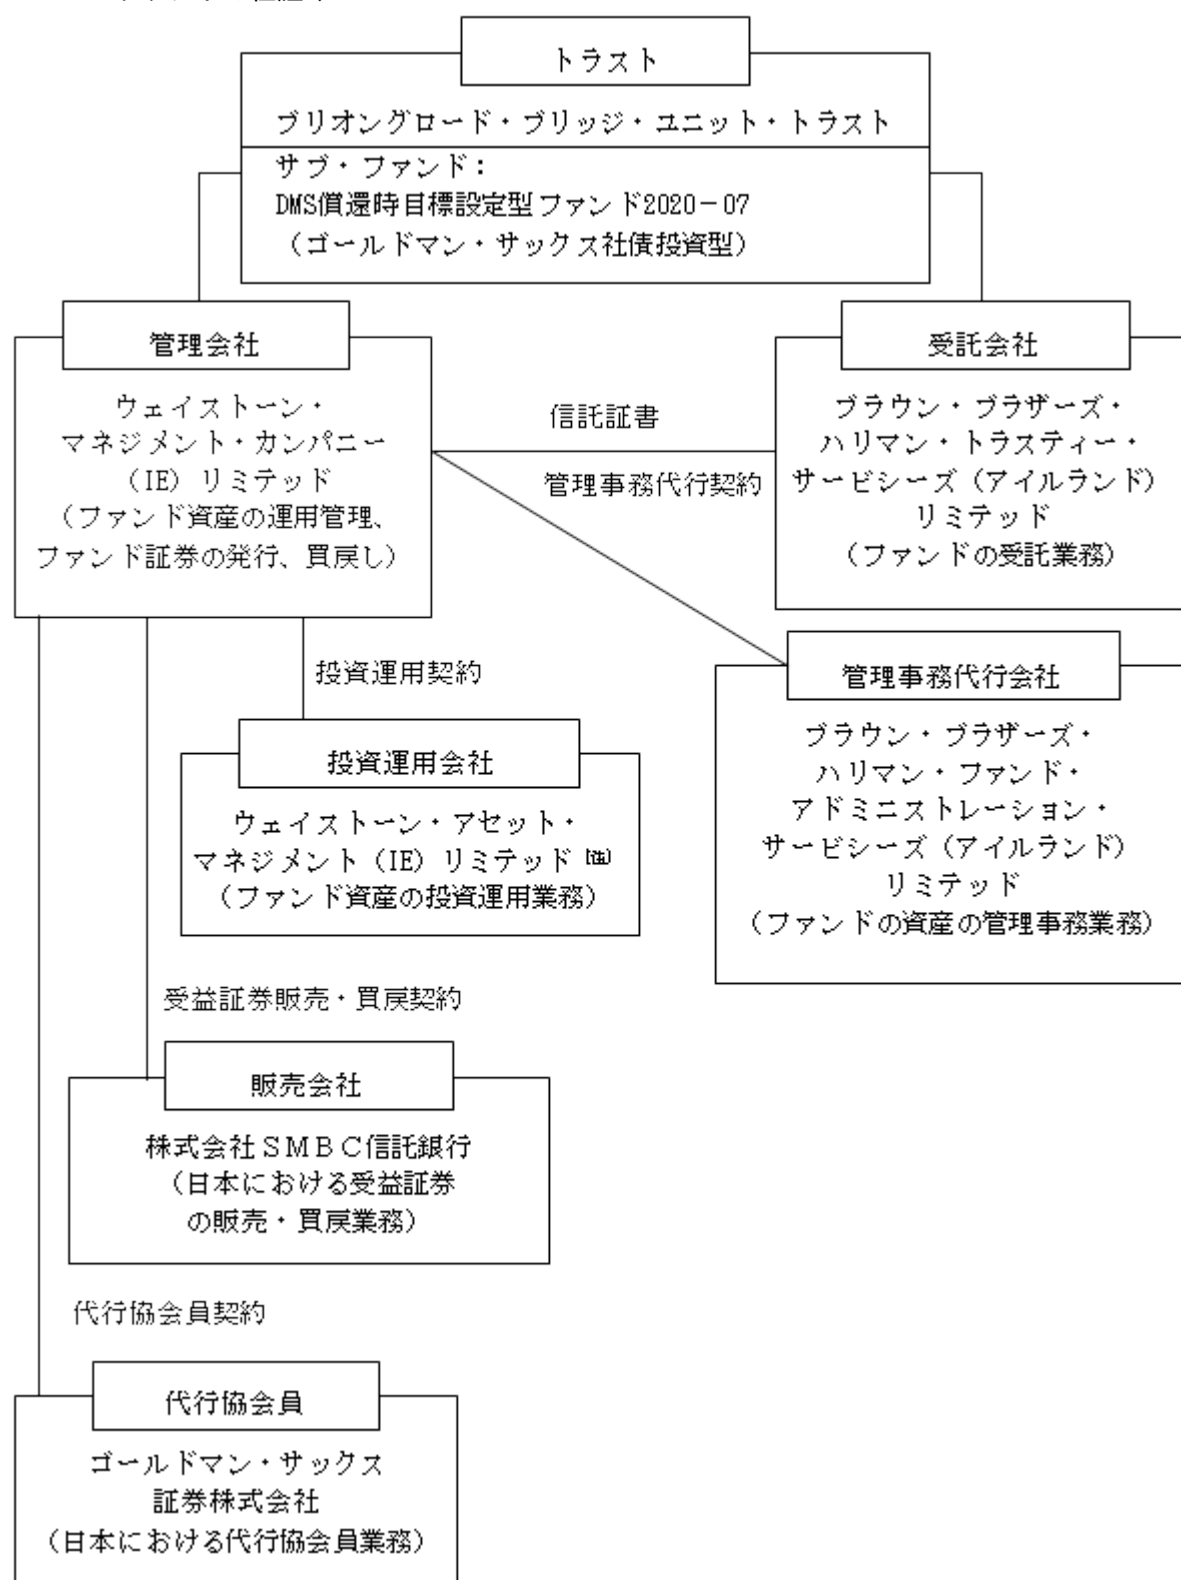 トラスト
ブリオングロード・ブリッジ・ユニット・トラスト
サブ・ファンド：
DMS償還時目標設定型ファンド2020－07
（ゴールドマン・サックス社債投資型）
管理会社
ウェイストーン・
マネジメント・カンパニー
（IE）リミテッド
（ファンド資産の運用管理、
ファンド証券の発行、買戻し）
信託証書
管理事務代行契約
受託会社
ブラウン・ブラザーズ・
ハリマン・トラスティー・
サービシーズ（アイルランド）
リミテッド
（ファンドの受託業務）
投資運用契約
投資運用会社
ウェイストーン・アセット・
マネジメント（IE）リミテッド
（ファンド資産の投資運用業務）
管理事務代行会社
ブラウン・ブラザーズ・
ハリマン・ファンド・
アドミニストレーション・
サービシーズ（アイルランド）
リミテッド
（ファンドの資産の管理事務業務）
受益証券販売・買戻契約
販売会社
株式会社ＳＭＢＣ信託銀行
（日本における受益証券
の販売・買戻業務）
代行協会員契約
代行協会員
ゴールドマン・サックス
証券株式会社
（日本における代行協会員業務）